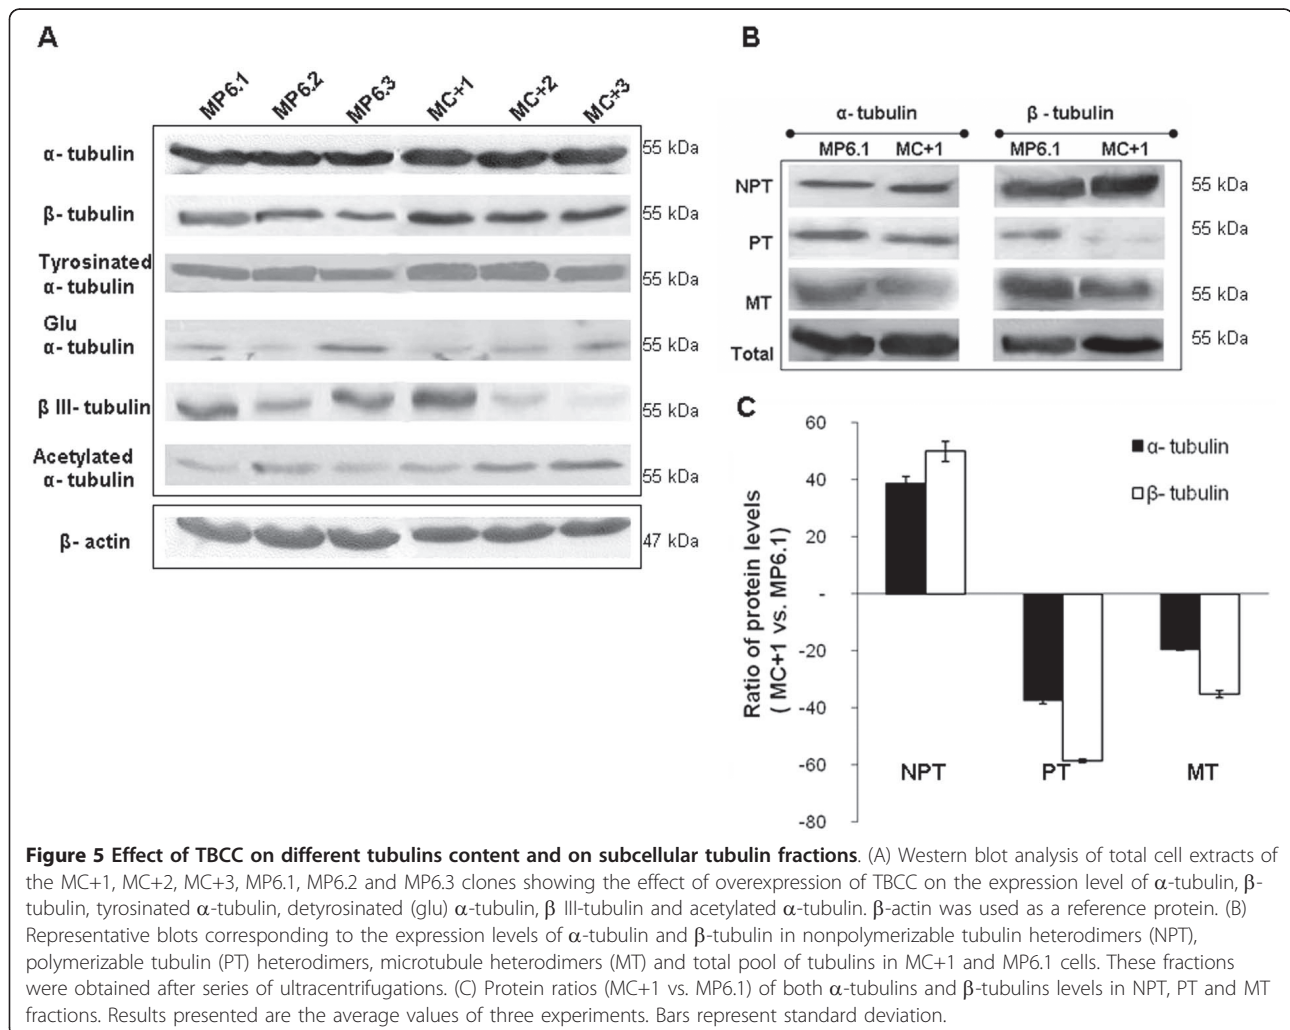 A
MP6.1 MP6.2 MP6.3 MC+1 MC+2 MC+3
α- tubulin 55 kDa
β- tubulin 55 kDa
Tyrosinated
α- tubulin 55 kDa
Glu
α- tubulin 55 kDa
β III- tubulin 55 kDa
Acetylated
α- tubulin 55 kDa
β- actin 47 kDa
B
α- tubulin β - tubulin
MP6.1 MC+1 MP6.1 MC+1
NPT 55 kDa
PT 55 kDa
MT 55 kDa
Total 55 kDa
C
Ratio of protein levels
( MC+1 vs. MP6.1)
60
40
20
-
-20
-40
-60
-80
α- tubulin
β- tubulin
NPT PT MT
Figure 5 Effect of TBCC on different tubulins content and on subcellular tubulin fractions. (A) Western blot analysis of total cell extracts of
the MC+1, MC+2, MC+3, MP6.1, MP6.2 and MP6.3 clones showing the effect of overexpression of TBCC on the expression level of α-tubulin, β-
tubulin, tyrosinated α-tubulin, detyrosinated (glu) α-tubulin, β III-tubulin and acetylated α-tubulin. β-actin was used as a reference protein. (B)
Representative blots corresponding to the expression levels of α-tubulin and β-tubulin in nonpolymerizable tubulin heterodimers (NPT),
polymerizable tubulin (PT) heterodimers, microtubule heterodimers (MT) and total pool of tubulins in MC+1 and MP6.1 cells. These fractions
were obtained after series of ultracentrifugations. (C) Protein ratios (MC+1 vs. MP6.1) of both α-tubulins and β-tubulins levels in NPT, PT and MT
fractions. Results presented are the average values of three experiments. Bars represent standard deviation.